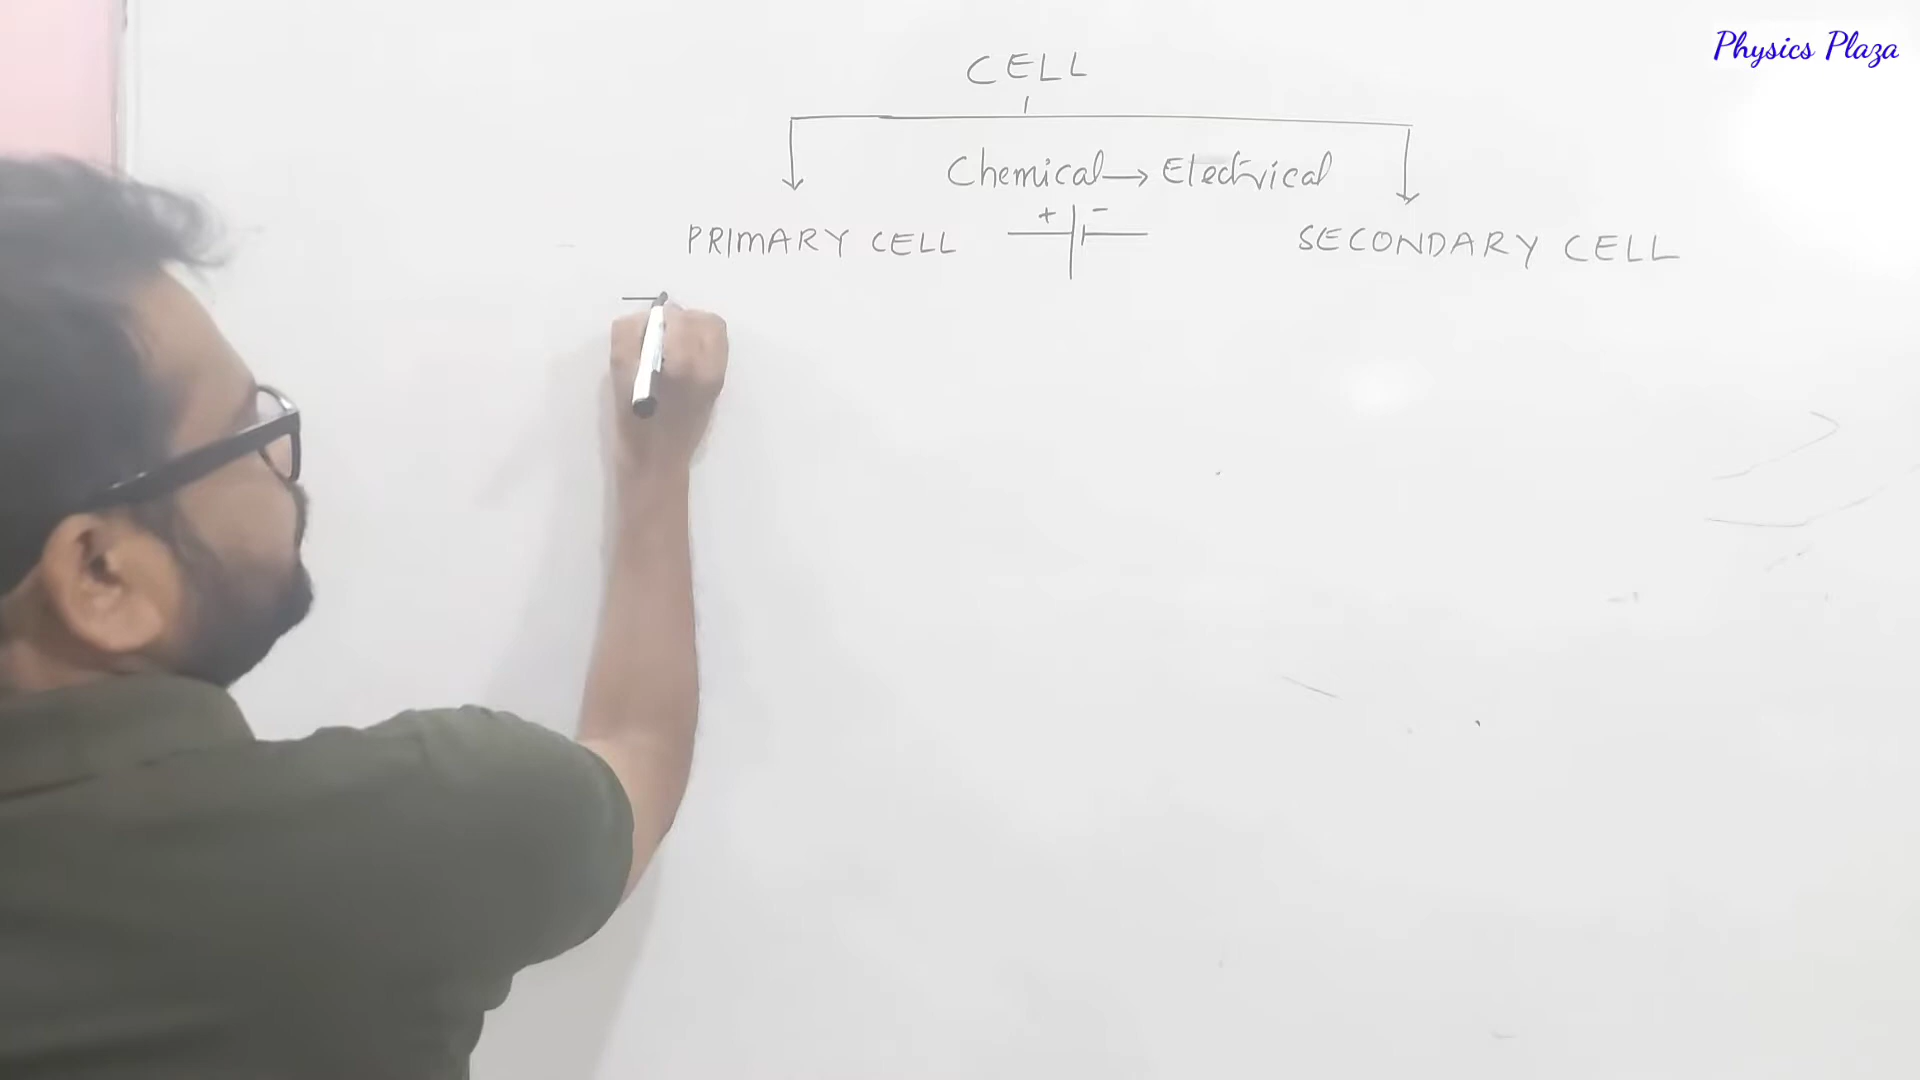 Physics Plaza
CELL
Chemical → Electrical
+ -
PRIMARY CELL
SECONDARY CELL